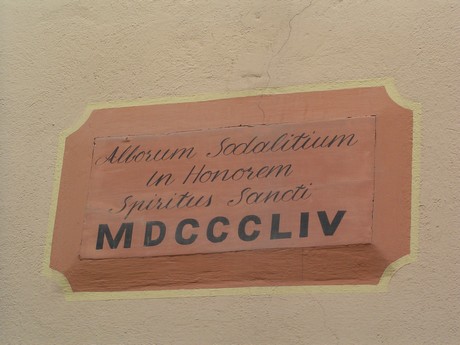 Alborum Sodalitium
in Honorem
Spiritus Sancti
MDCCCLIV